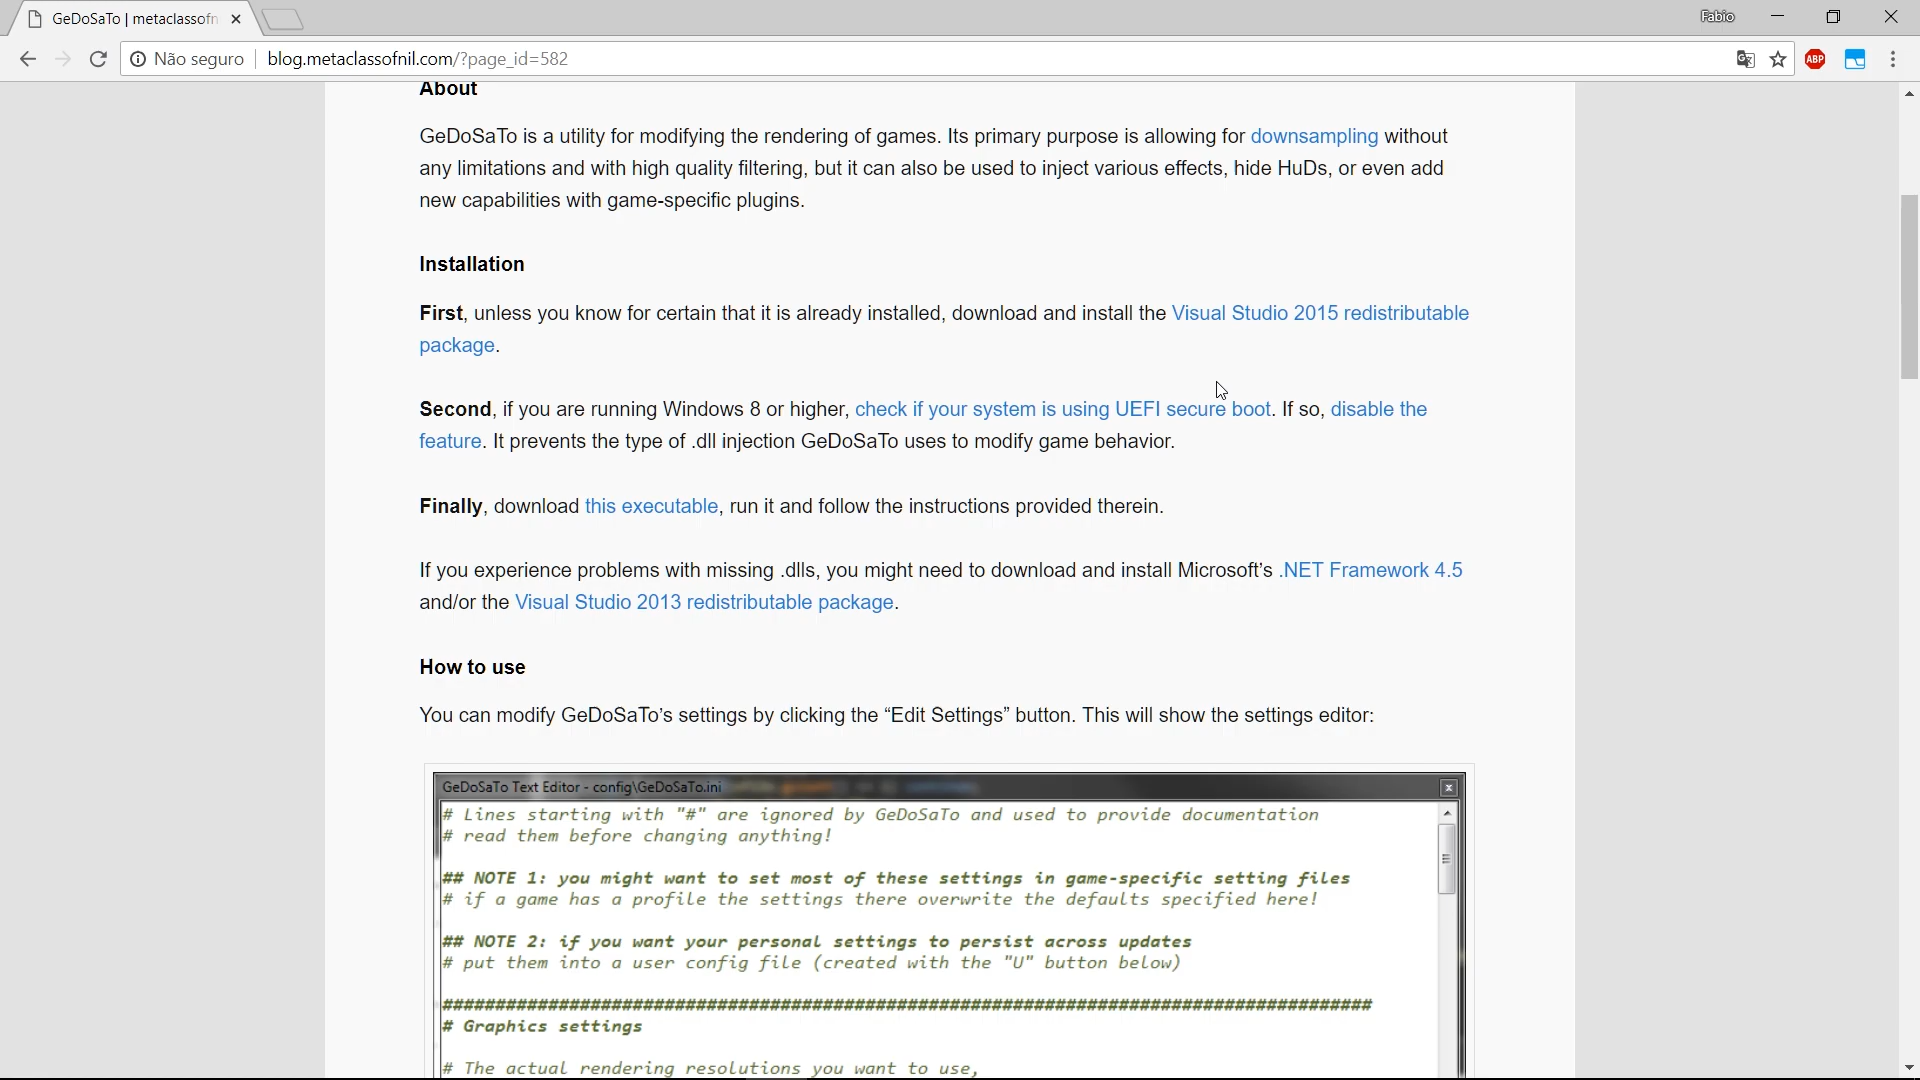 GeDoSaTo | metaclassofn
Fabio
Não seguro
blog.metaclassofnil.com/?page_id=582
ABP
About
GeDoSaTo is a utility for modifying the rendering of games. Its primary purpose is allowing for downsampling without
any limitations and with high quality filtering, but it can also be used to inject various effects, hide HuDs, or even add
new capabilities with game-specific plugins.
Installation
First, unless you know for certain that it is already installed, download and install the Visual Studio 2015 redistributable
package.
Second, if you are running Windows 8 or higher, check if your system is using UEFI secure boot. If so, disable the
feature. It prevents the type of .dll injection GeDoSaTo uses to modify game behavior.
Finally, download this executable, run it and follow the instructions provided therein.
If you experience problems with missing .dlls, you might need to download and install Microsoft’s .NET Framework 4.5
and/or the Visual Studio 2013 redistributable package.
How to use
You can modify GeDoSaTo’s settings by clicking the “Edit Settings” button. This will show the settings editor:
GeDoSaTo Text Editor - config\GeDoSaTo.ini
# Lines starting with "#" are ignored by GeDoSaTo and used to provide documentation
# read them before changing anything!
## NOTE 1: you might want to set most of these settings in game-specific setting files
# if a game has a profile the settings there overwrite the defaults specified here!
## NOTE 2: if you want your personal settings to persist across updates
# put them into a user config file (created with the "U" button below)
########################################################################################
# Graphics settings
# The actual rendering resolutions you want to use,